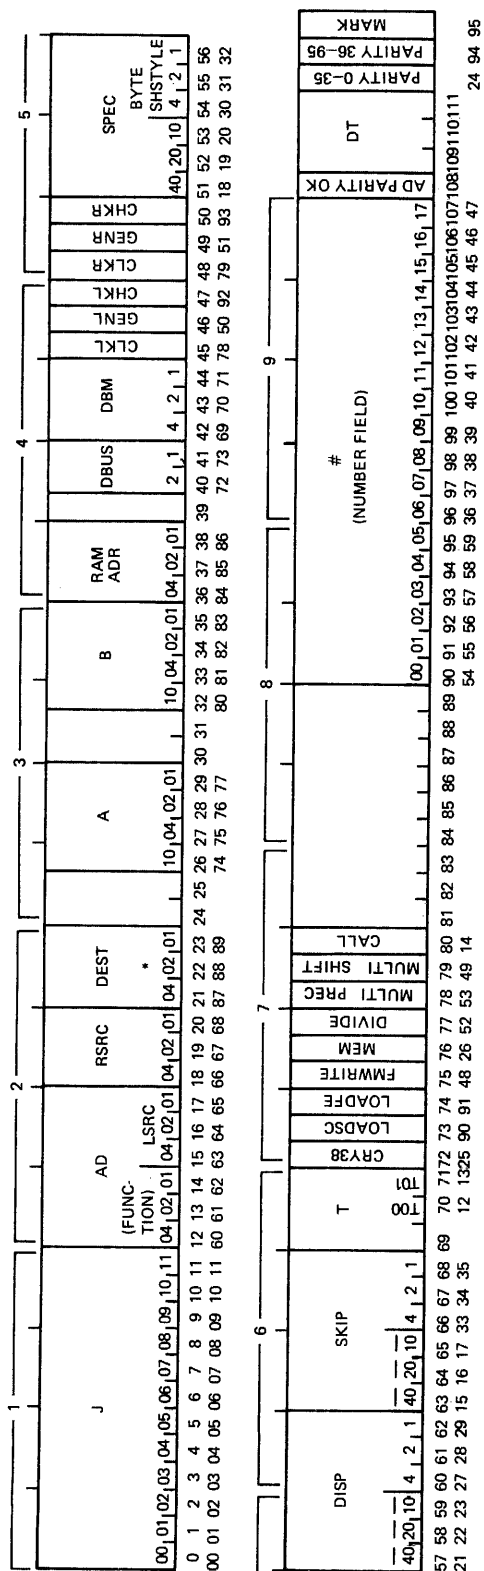 1 2 3 4 5
J
AD
(FUNC-
TION)
LSRC
RSRC
DEST
*
A
B
RAM
ADR
DBUS
DBM
CLKL
GENL
CHKL
CLKR
GENR
CHKR
SPEC
BYTE
SHSTYLE
00 01 02 03 04 05 06 07 08 09 10 11 04 02 01 04 02 01 04 02 01 04 02 01 10 04 02 01 10 04 02 01 04 02 01 2 1 4 2 1 40 20 10 4 2 1
0 1 2 3 4 5 6 7 8 9 10 11 12 13 14 15 16 17 18 19 20 21 22 23 24 25 26 27 28 29 30 31 32 33 34 35 36 37 38 39 40 41 42 43 44 45 46 47 48 49 50 51 52 53 54 55 56
00 01 02 03 04 05 06 07 08 09 10 11 60 61 62 63 64 65 66 67 68 87 88 89 74 75 76 77 80 81 82 83 84 85 86 72 73 69 70 71 78 50 92 79 51 93 18 19 20 30 31 32
6 7 8 9
DISP
SKIP
T
T00 T01
CRY38
LOADSC
LOADFE
FMWRITE
MEM
DIVIDE
MULTI PREC
MULTI SHIFT
CALL
#
(NUMBER FIELD)
AD PARITY OK
DT
PARITY 0–35
PARITY 36–95
MARK
40 20 10 4 2 1 40 20 10 4 2 1 00 01 02 03 04 05 06 07 08 09 10 11 12 13 14 15 16 17
57 58 59 60 61 62 63 64 65 66 67 68 69 70 71 72 73 74 75 76 77 78 79 80 81 82 83 84 85 86 87 88 89 90 91 92 93 94 95 96 97 98 99 100 101 102 103 104 105 106 107 108 109 110 111
21 22 23 27 28 29 15 16 17 33 34 35 12 13 25 90 91 48 26 52 53 49 14 54 55 56 57 58 59 36 37 38 39 40 41 42 43 44 45 46 47 24 94 95